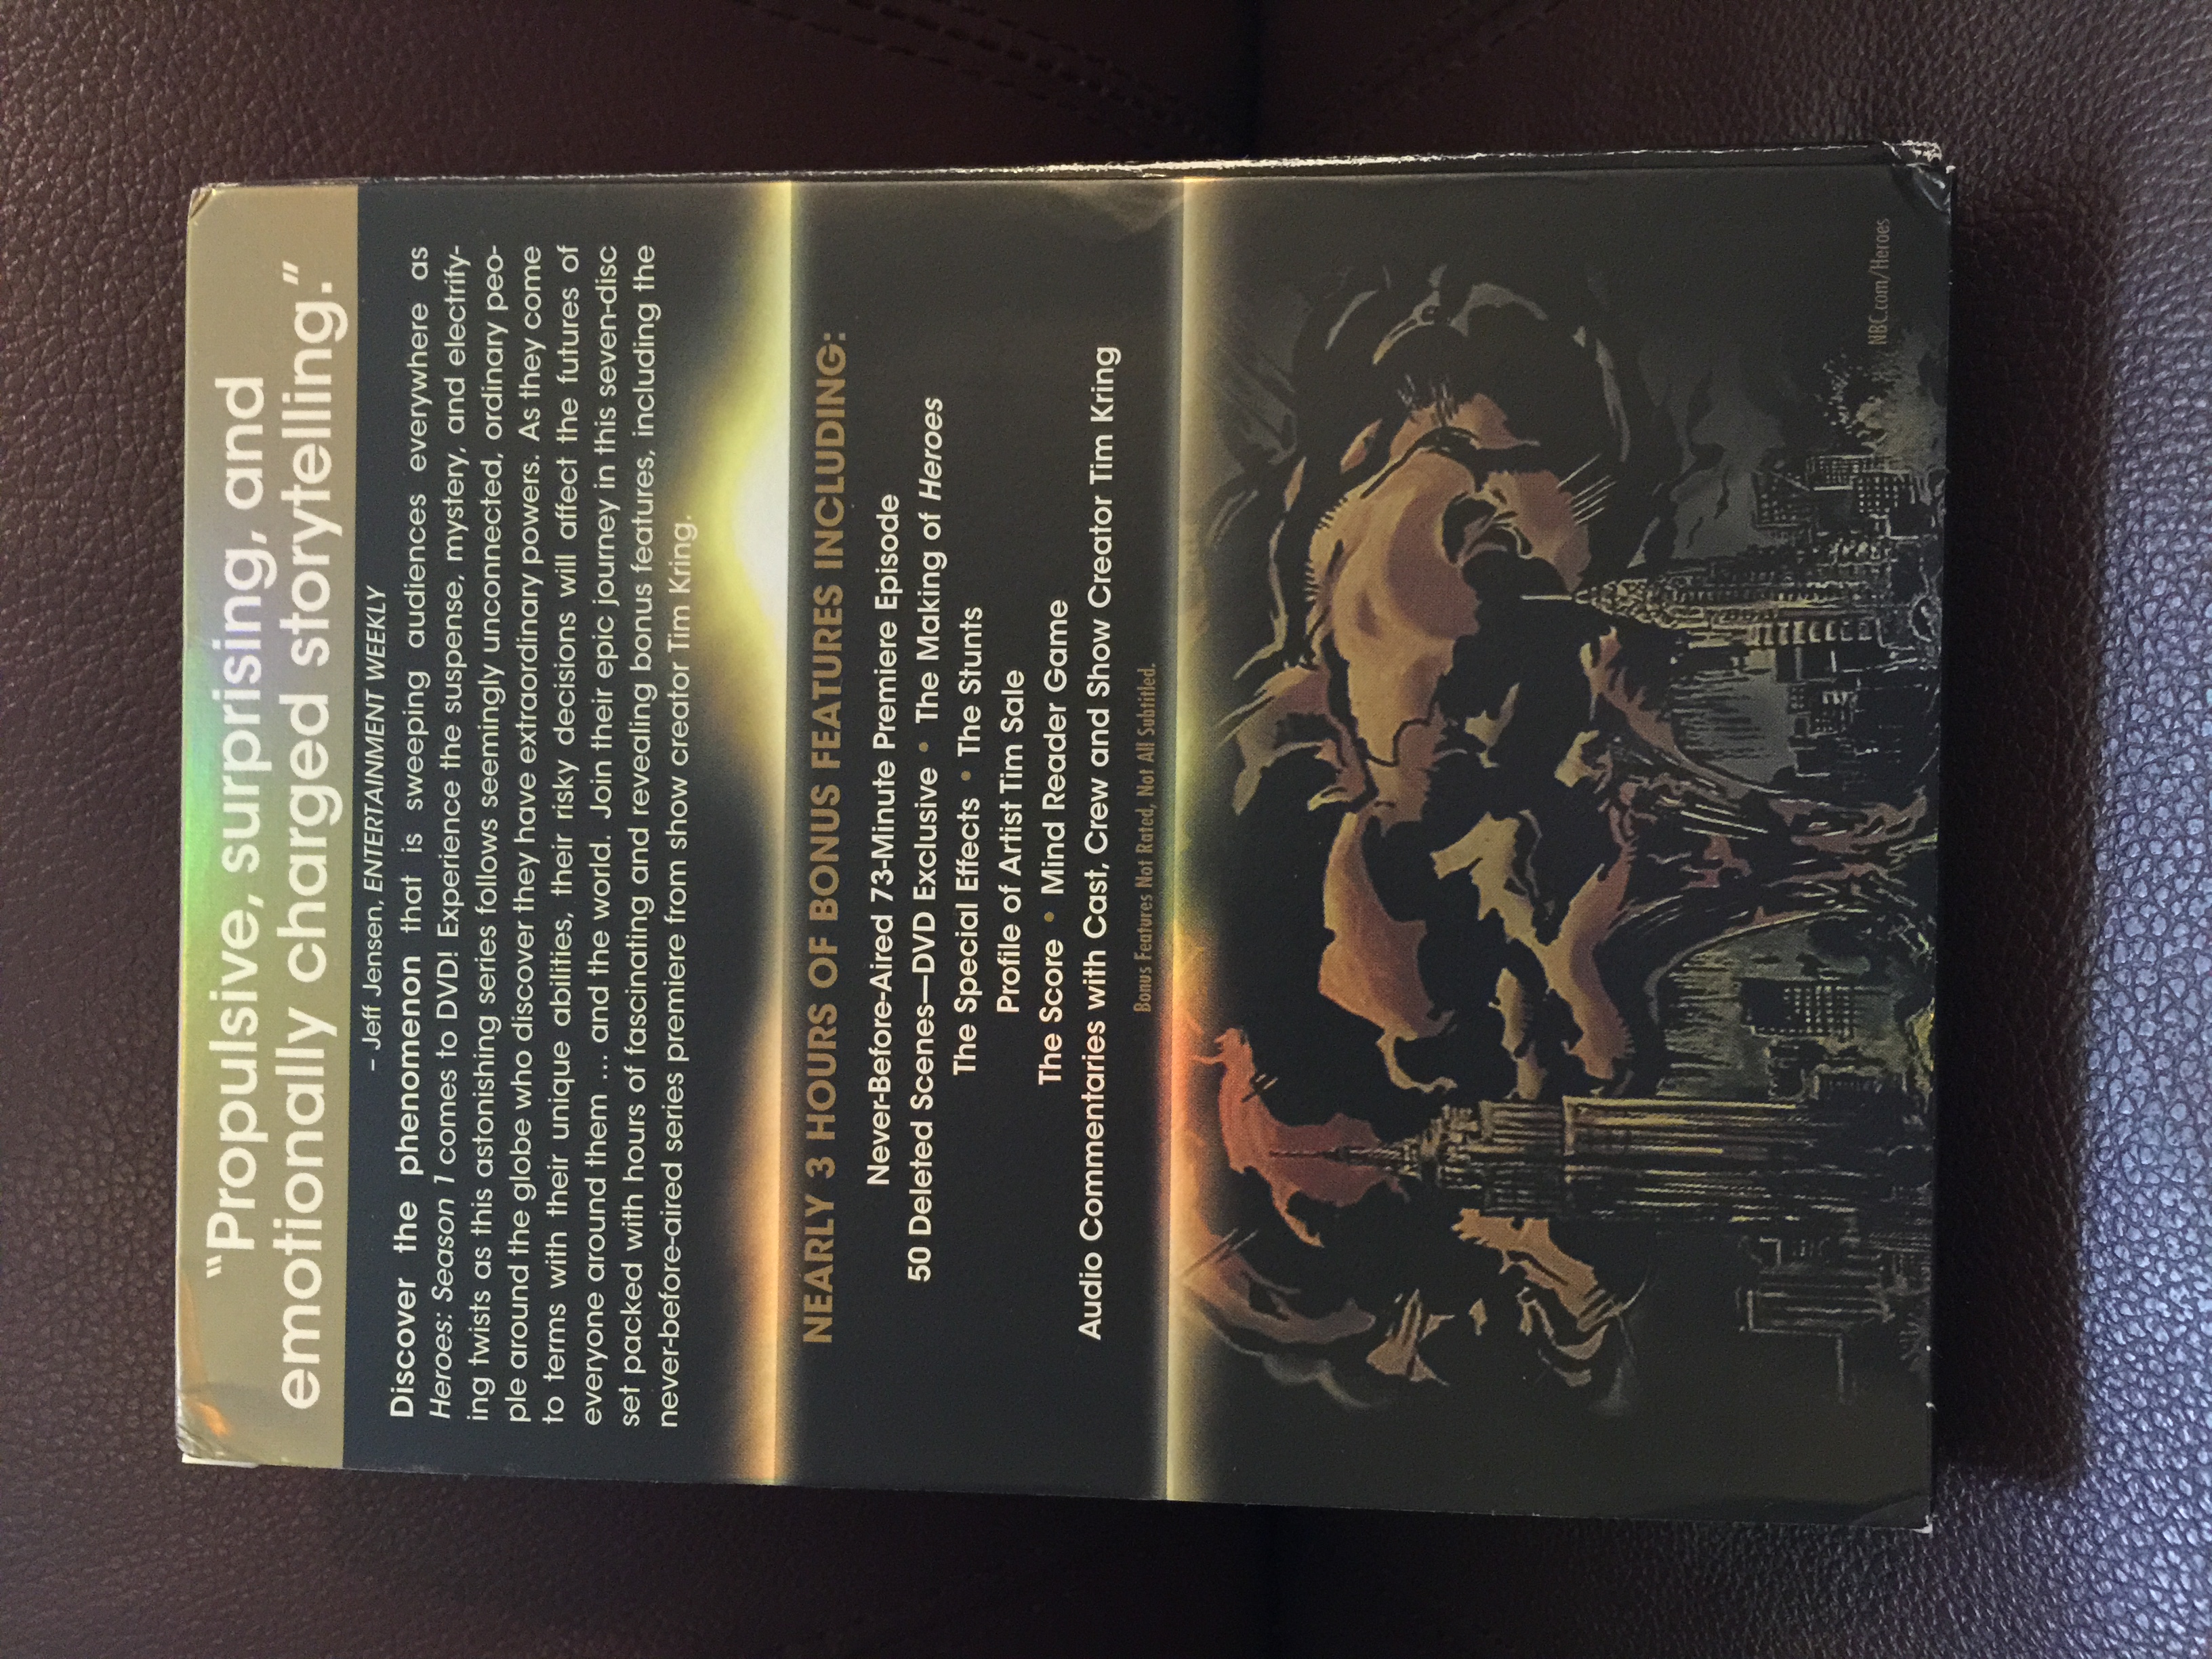 “Propulsive, surprising, and
emotionally charged storytelling.”
– Jeff Jensen, ENTERTAINMENT WEEKLY
Discover the phenomenon that is sweeping audiences everywhere as
Heroes: Season 1 comes to DVD! Experience the suspense, mystery, and electrify-
ing twists as this astonishing series follows seemingly unconnected, ordinary peo-
ple around the globe who discover they have extraordinary powers. As they come
to terms with their unique abilities, their risky decisions will affect the futures of
everyone around them ... and the world. Join their epic journey in this seven-disc
set packed with hours of fascinating and revealing bonus features, including the
never-before-aired series premiere from show creator Tim Kring.
NEARLY 3 HOURS OF BONUS FEATURES INCLUDING:
Never-Before-Aired 73-Minute Premiere Episode
50 Deleted Scenes—DVD Exclusive • The Making of Heroes
The Special Effects • The Stunts
Profile of Artist Tim Sale
The Score • Mind Reader Game
Audio Commentaries with Cast, Crew and Show Creator Tim Kring
Bonus Features Not Rated, Not All Subtitled.
NBC.com/Heroes